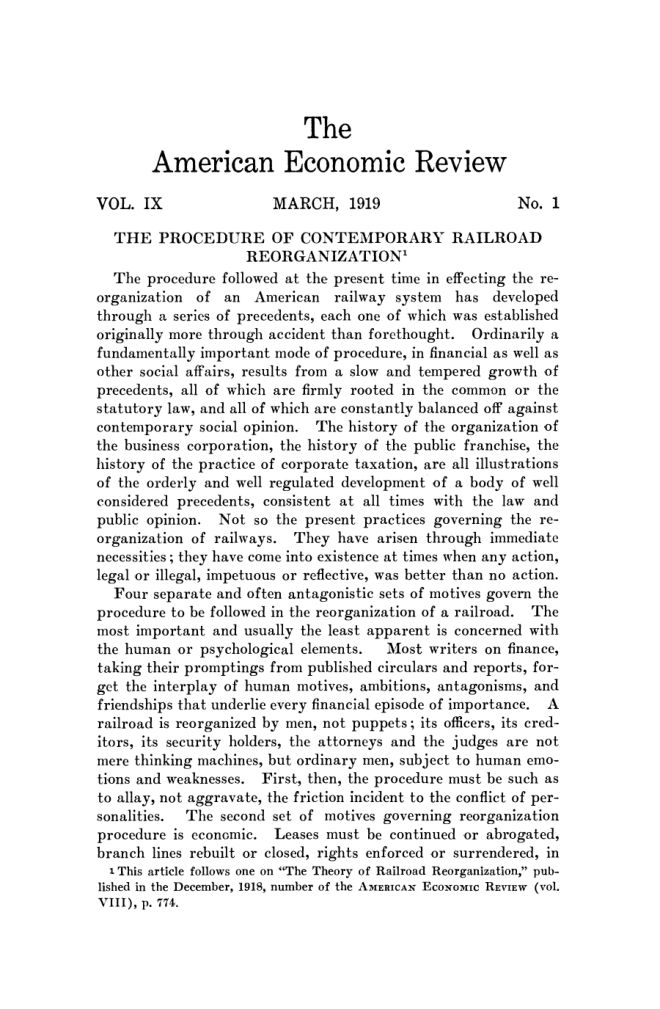 The
American Economic Review
VOL. IX MARCH, 1919 No. 1
THE PROCEDURE OF CONTEMPORARY RAILROAD
REORGANIZATION¹
The procedure followed at the present time in effecting the re-
organization of an American railway system has developed
through a series of precedents, each one of which was established
originally more through accident than forethought. Ordinarily a
fundamentally important mode of procedure, in financial as well as
other social affairs, results from a slow and tempered growth of
precedents, all of which are firmly rooted in the common or the
statutory law, and all of which are constantly balanced off against
contemporary social opinion. The history of the organization of
the business corporation, the history of the public franchise, the
history of the practice of corporate taxation, are all illustrations
of the orderly and well regulated development of a body of well
considered precedents, consistent at all times with the law and
public opinion. Not so the present practices governing the re-
organization of railways. They have arisen through immediate
necessities; they have come into existence at times when any action,
legal or illegal, impetuous or reflective, was better than no action.
Four separate and often antagonistic sets of motives govern the
procedure to be followed in the reorganization of a railroad. The
most important and usually the least apparent is concerned with
the human or psychological elements. Most writers on finance,
taking their promptings from published circulars and reports, for-
get the interplay of human motives, ambitions, antagonisms, and
friendships that underlie every financial episode of importance. A
railroad is reorganized by men, not puppets; its officers, its cred-
itors, its security holders, the attorneys and the judges are not
mere thinking machines, but ordinary men, subject to human emo-
tions and weaknesses. First, then, the procedure must be such as
to allay, not aggravate, the friction incident to the conflict of per-
sonalities. The second set of motives governing reorganization
procedure is economic. Leases must be continued or abrogated,
branch lines rebuilt or closed, rights enforced or surrendered, in
¹ This article follows one on "The Theory of Railroad Reorganization," pub-
lished in the December, 1918, number of the AMERICAN ECONOMIC REVIEW (vol.
VIII), p. 774.